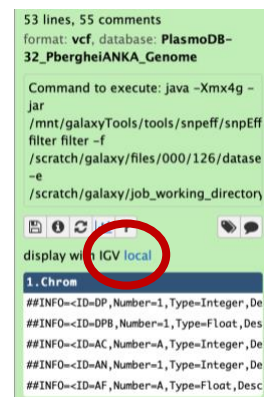 53 lines, 55 comments
format: vcf, database: PlasmoDB-
32_PbergheiANKA_Genome
Command to execute: java -Xmx4g -
jar
/mnt/galaxyTools/tools/snpeff/snpEff
filter filter -f
/scratch/galaxy/files/000/126/datase
-e
/scratch/galaxy/job_working_directory
display with IGV local
1.Chrom
##INFO=<ID=DP,Number=1,Type=Integer,De
##INFO=<ID=DPB,Number=1,Type=Float,Des
##INFO=<ID=AC,Number=A,Type=Integer,De
##INFO=<ID=AN,Number=1,Type=Integer,De
##INFO=<ID=AF,Number=A,Type=Float,Desc